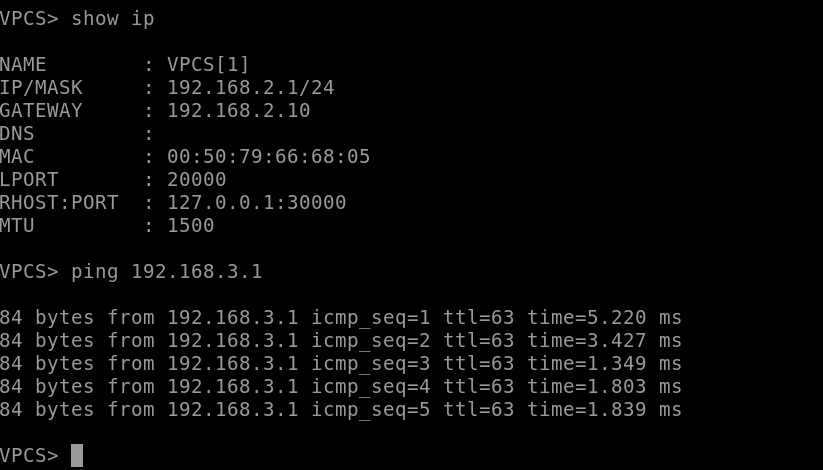 VPCS> show ip
NAME        : VPCS[1]
IP/MASK     : 192.168.2.1/24
GATEWAY     : 192.168.2.10
DNS         :
MAC         : 00:50:79:66:68:05
LPORT       : 20000
RHOST:PORT  : 127.0.0.1:30000
MTU         : 1500
VPCS> ping 192.168.3.1
84 bytes from 192.168.3.1 icmp_seq=1 ttl=63 time=5.220 ms
84 bytes from 192.168.3.1 icmp_seq=2 ttl=63 time=3.427 ms
84 bytes from 192.168.3.1 icmp_seq=3 ttl=63 time=1.349 ms
84 bytes from 192.168.3.1 icmp_seq=4 ttl=63 time=1.803 ms
84 bytes from 192.168.3.1 icmp_seq=5 ttl=63 time=1.839 ms
VPCS>